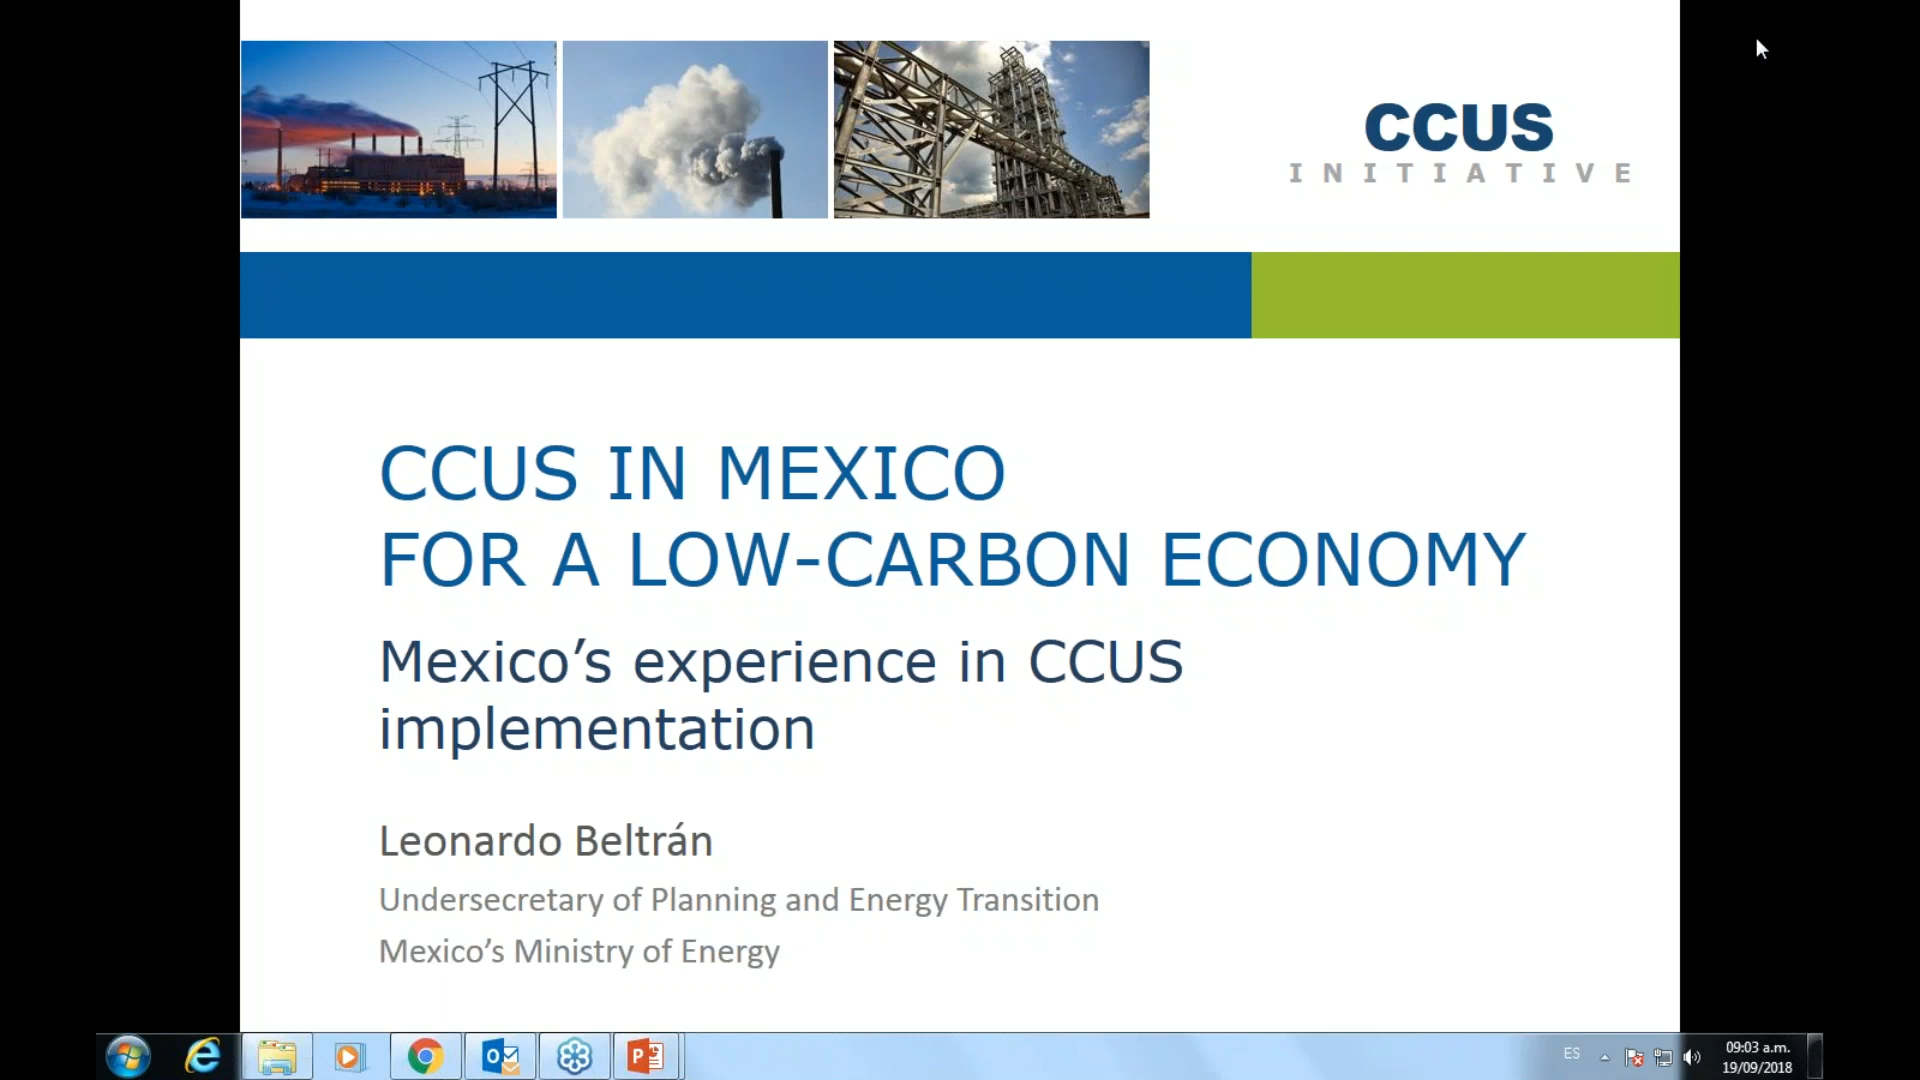 CCUS
INITIATIVE
CCUS IN MEXICO
FOR A LOW-CARBON ECONOMY
Mexico’s experience in CCUS
implementation
Leonardo Beltrán
Undersecretary of Planning and Energy Transition
Mexico’s Ministry of Energy
ES
09:03 a.m.
19/09/2018